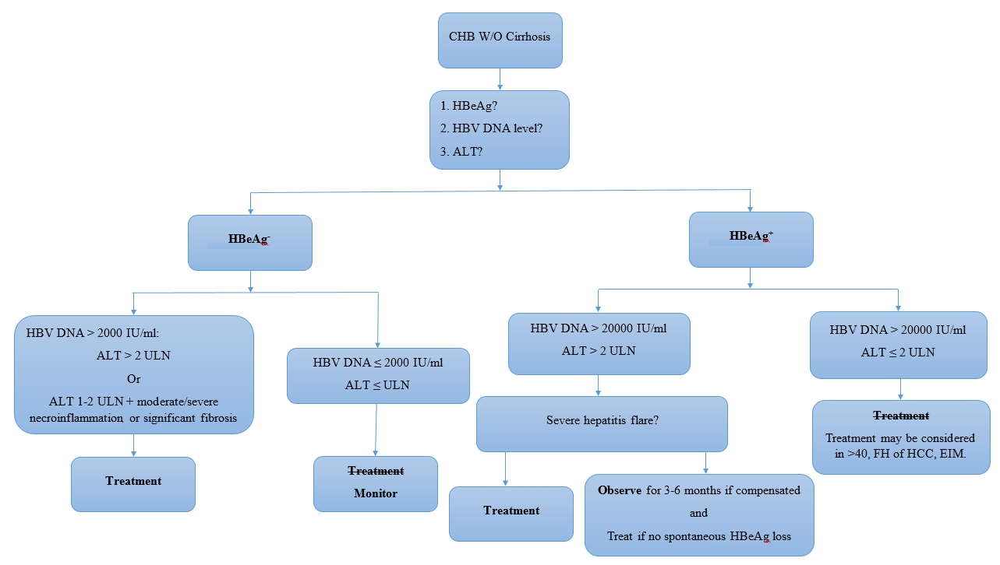 CHB W/O Cirrhosis
1. HBeAg?
2. HBV DNA level?
3. ALT?
HBeAg-
HBeAg+
HBV DNA > 2000 IU/ml:
ALT > 2 ULN
Or
ALT 1-2 ULN + moderate/severe
necroinflammation or significant fibrosis
Treatment
HBV DNA ≤ 2000 IU/ml
ALT ≤ ULN
Treatment
Monitor
HBV DNA > 20000 IU/ml
ALT > 2 ULN
Severe hepatitis flare?
Treatment
Observe for 3-6 months if compensated
and
Treat if no spontaneous HBeAg loss
HBV DNA > 20000 IU/ml
ALT ≤ 2 ULN
Treatment
Treatment may be considered
in >40, FH of HCC, EIM.